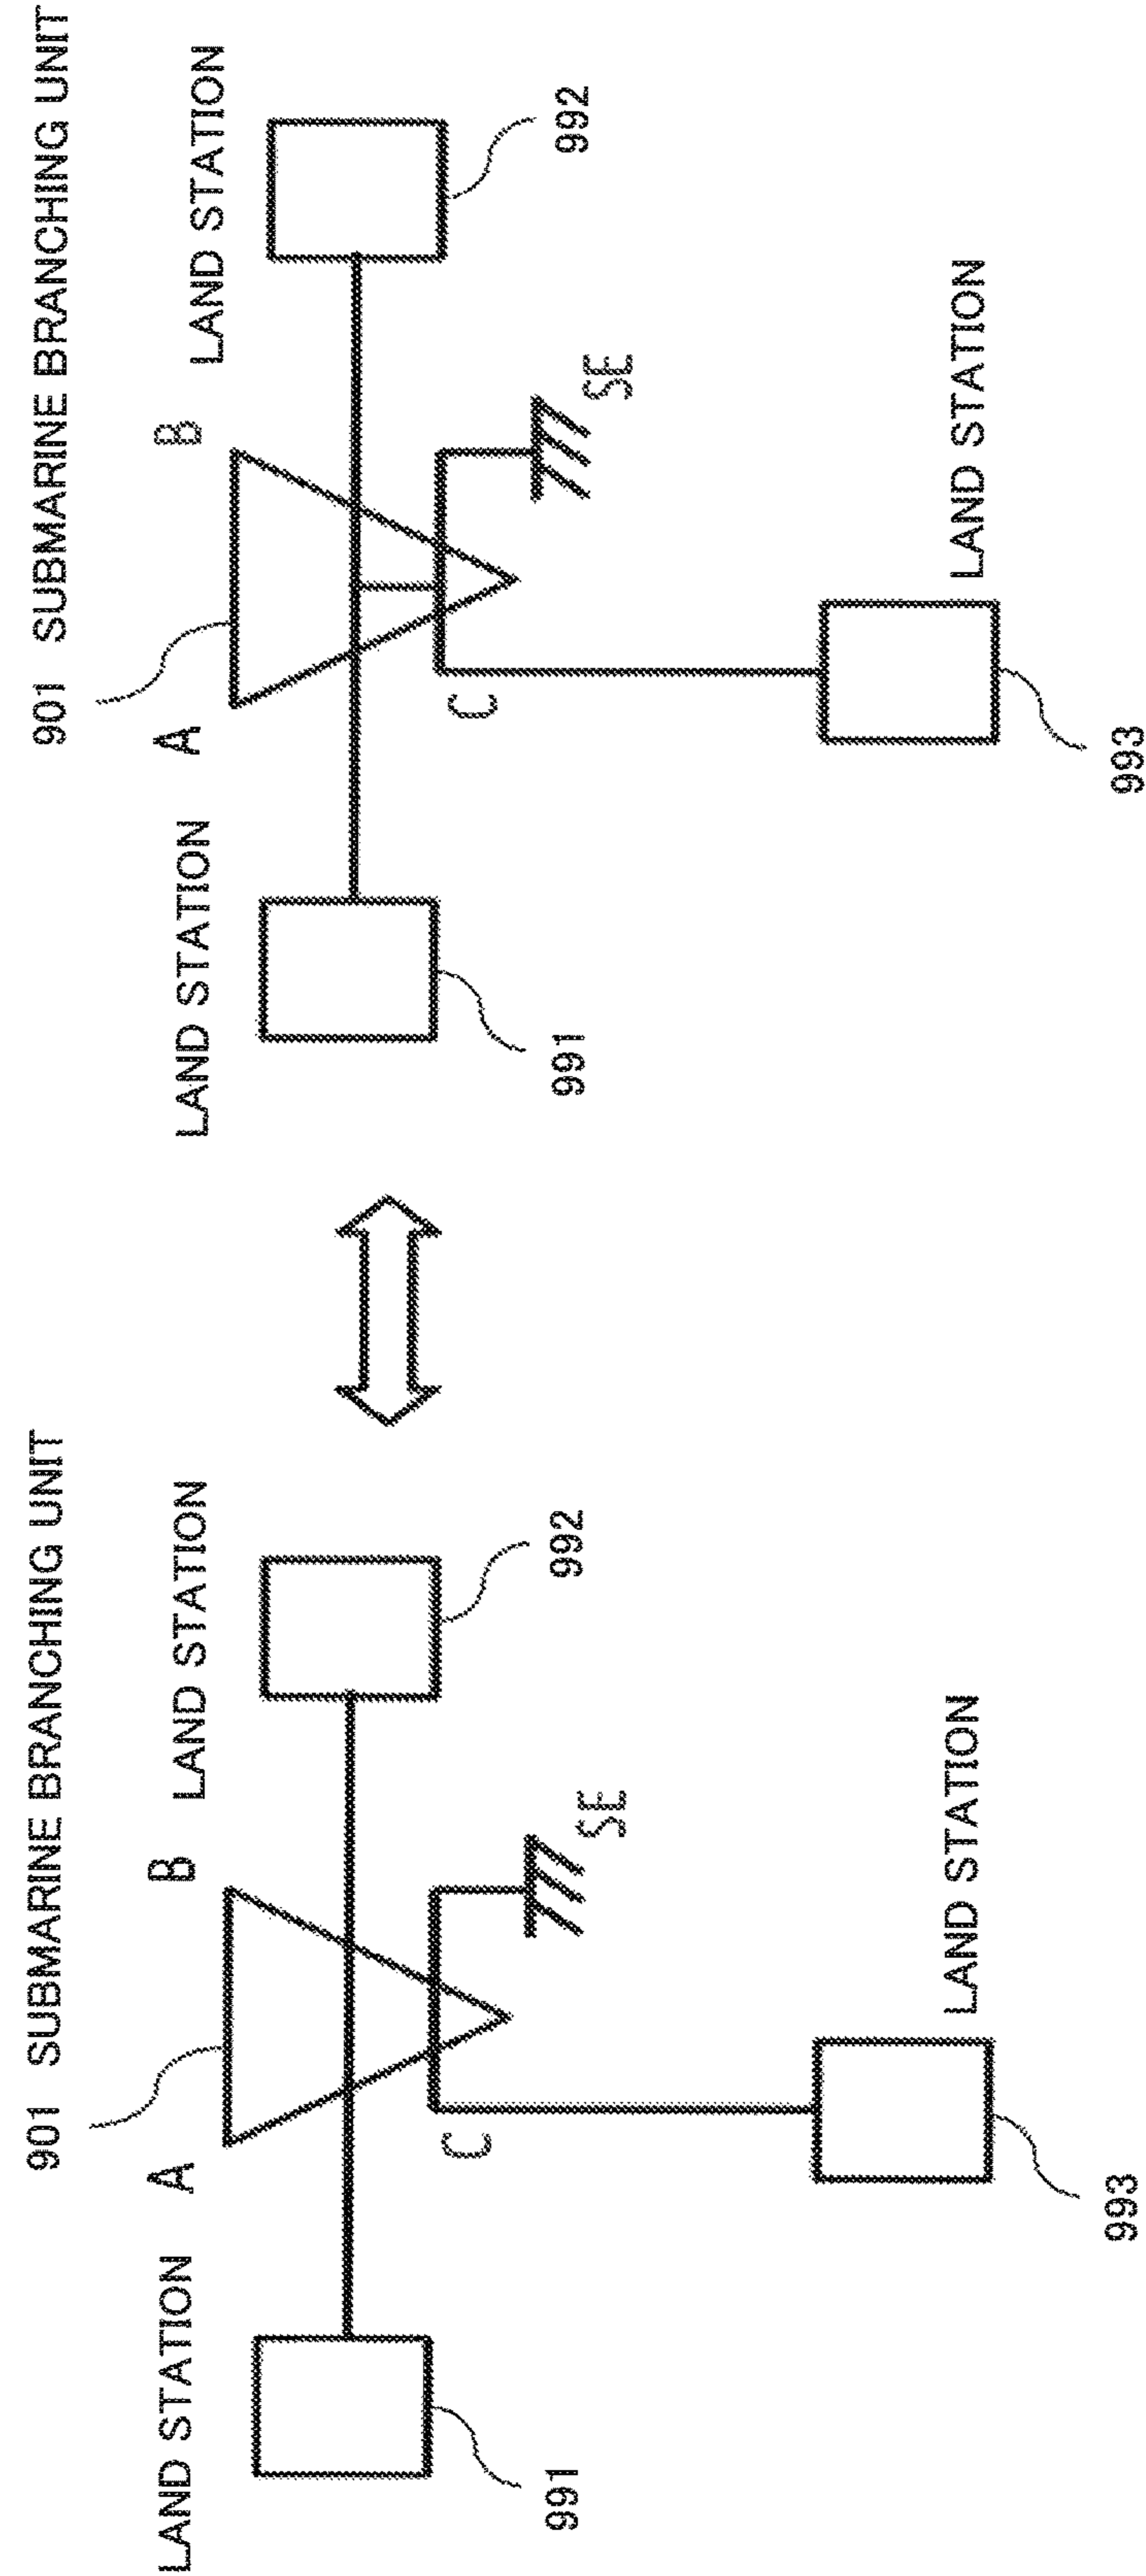 901 SUBMARINE BRANCHING UNIT
LAND STATION
A
B
LAND STATION
991
992
C
SE
LAND STATION
993
901 SUBMARINE BRANCHING UNIT
LAND STATION
A
B
LAND STATION
991
992
C
SE
LAND STATION
993